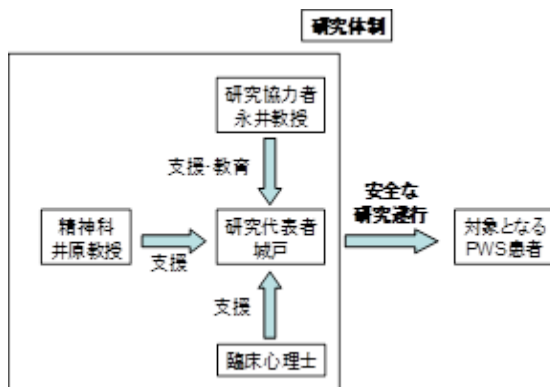 研究体制
研究協力者
永井教授
支援・教育
安全な
研究遂行
精神科
井原教授
支援
研究代表者
城戸
対象となる
PWS患者
支援
臨床心理士